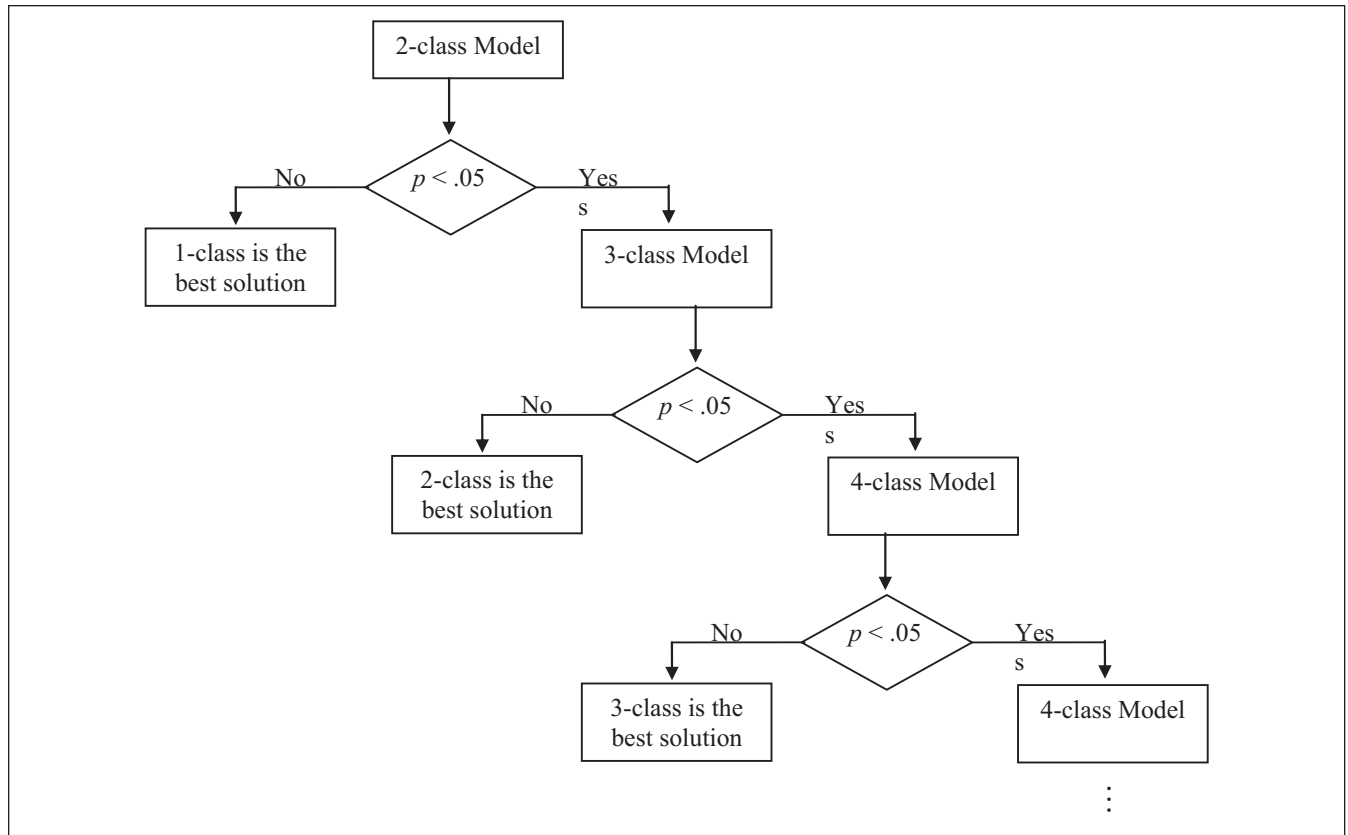 2-class Model
p < .05
No
Yes
s
1-class is the
best solution
3-class Model
p < .05
No
Yes
s
2-class is the
best solution
4-class Model
p < .05
No
Yes
s
3-class is the
best solution
4-class Model
⋮